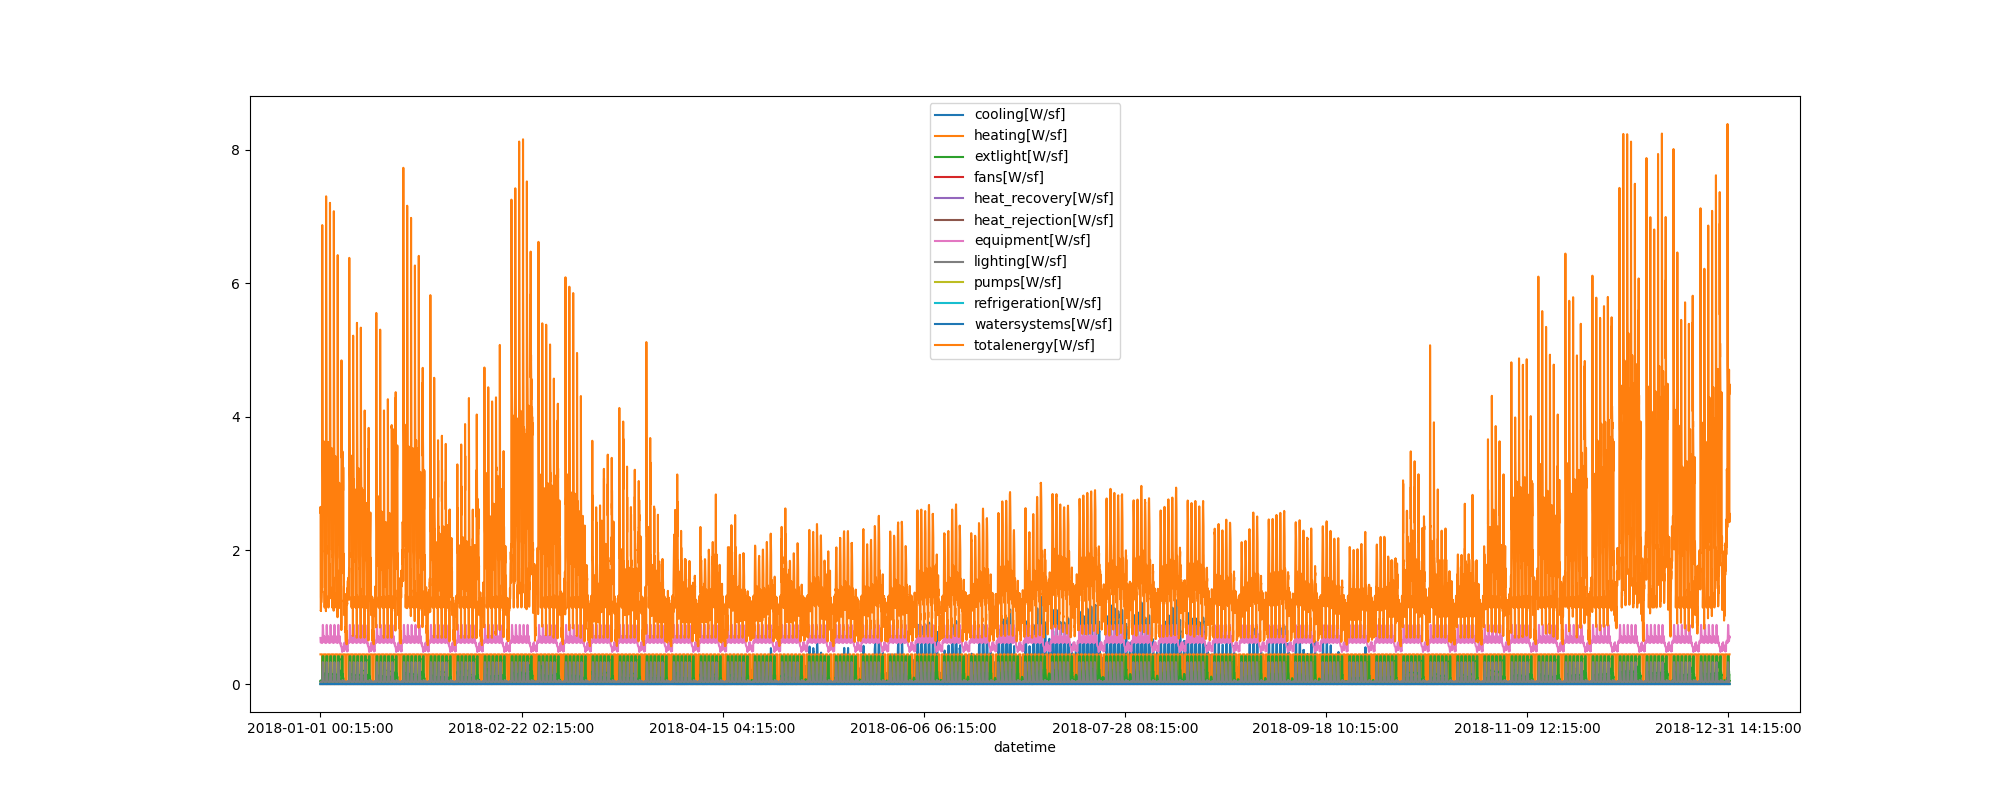 cooling[W/sf]
heating[W/sf]
extlight[W/sf]
fans[W/sf]
heat_recovery[W/sf]
heat_rejection[W/sf]
equipment[W/sf]
lighting[W/sf]
pumps[W/sf]
refrigeration[W/sf]
watersystems[W/sf]
totalenergy[W/sf]
8
6
4
2
0
2018-01-01 00:15:00 2018-02-22 02:15:00 2018-04-15 04:15:00 2018-06-06 06:15:00 2018-07-28 08:15:00 2018-09-18 10:15:00 2018-11-09 12:15:00 2018-12-31 14:15:00
datetime